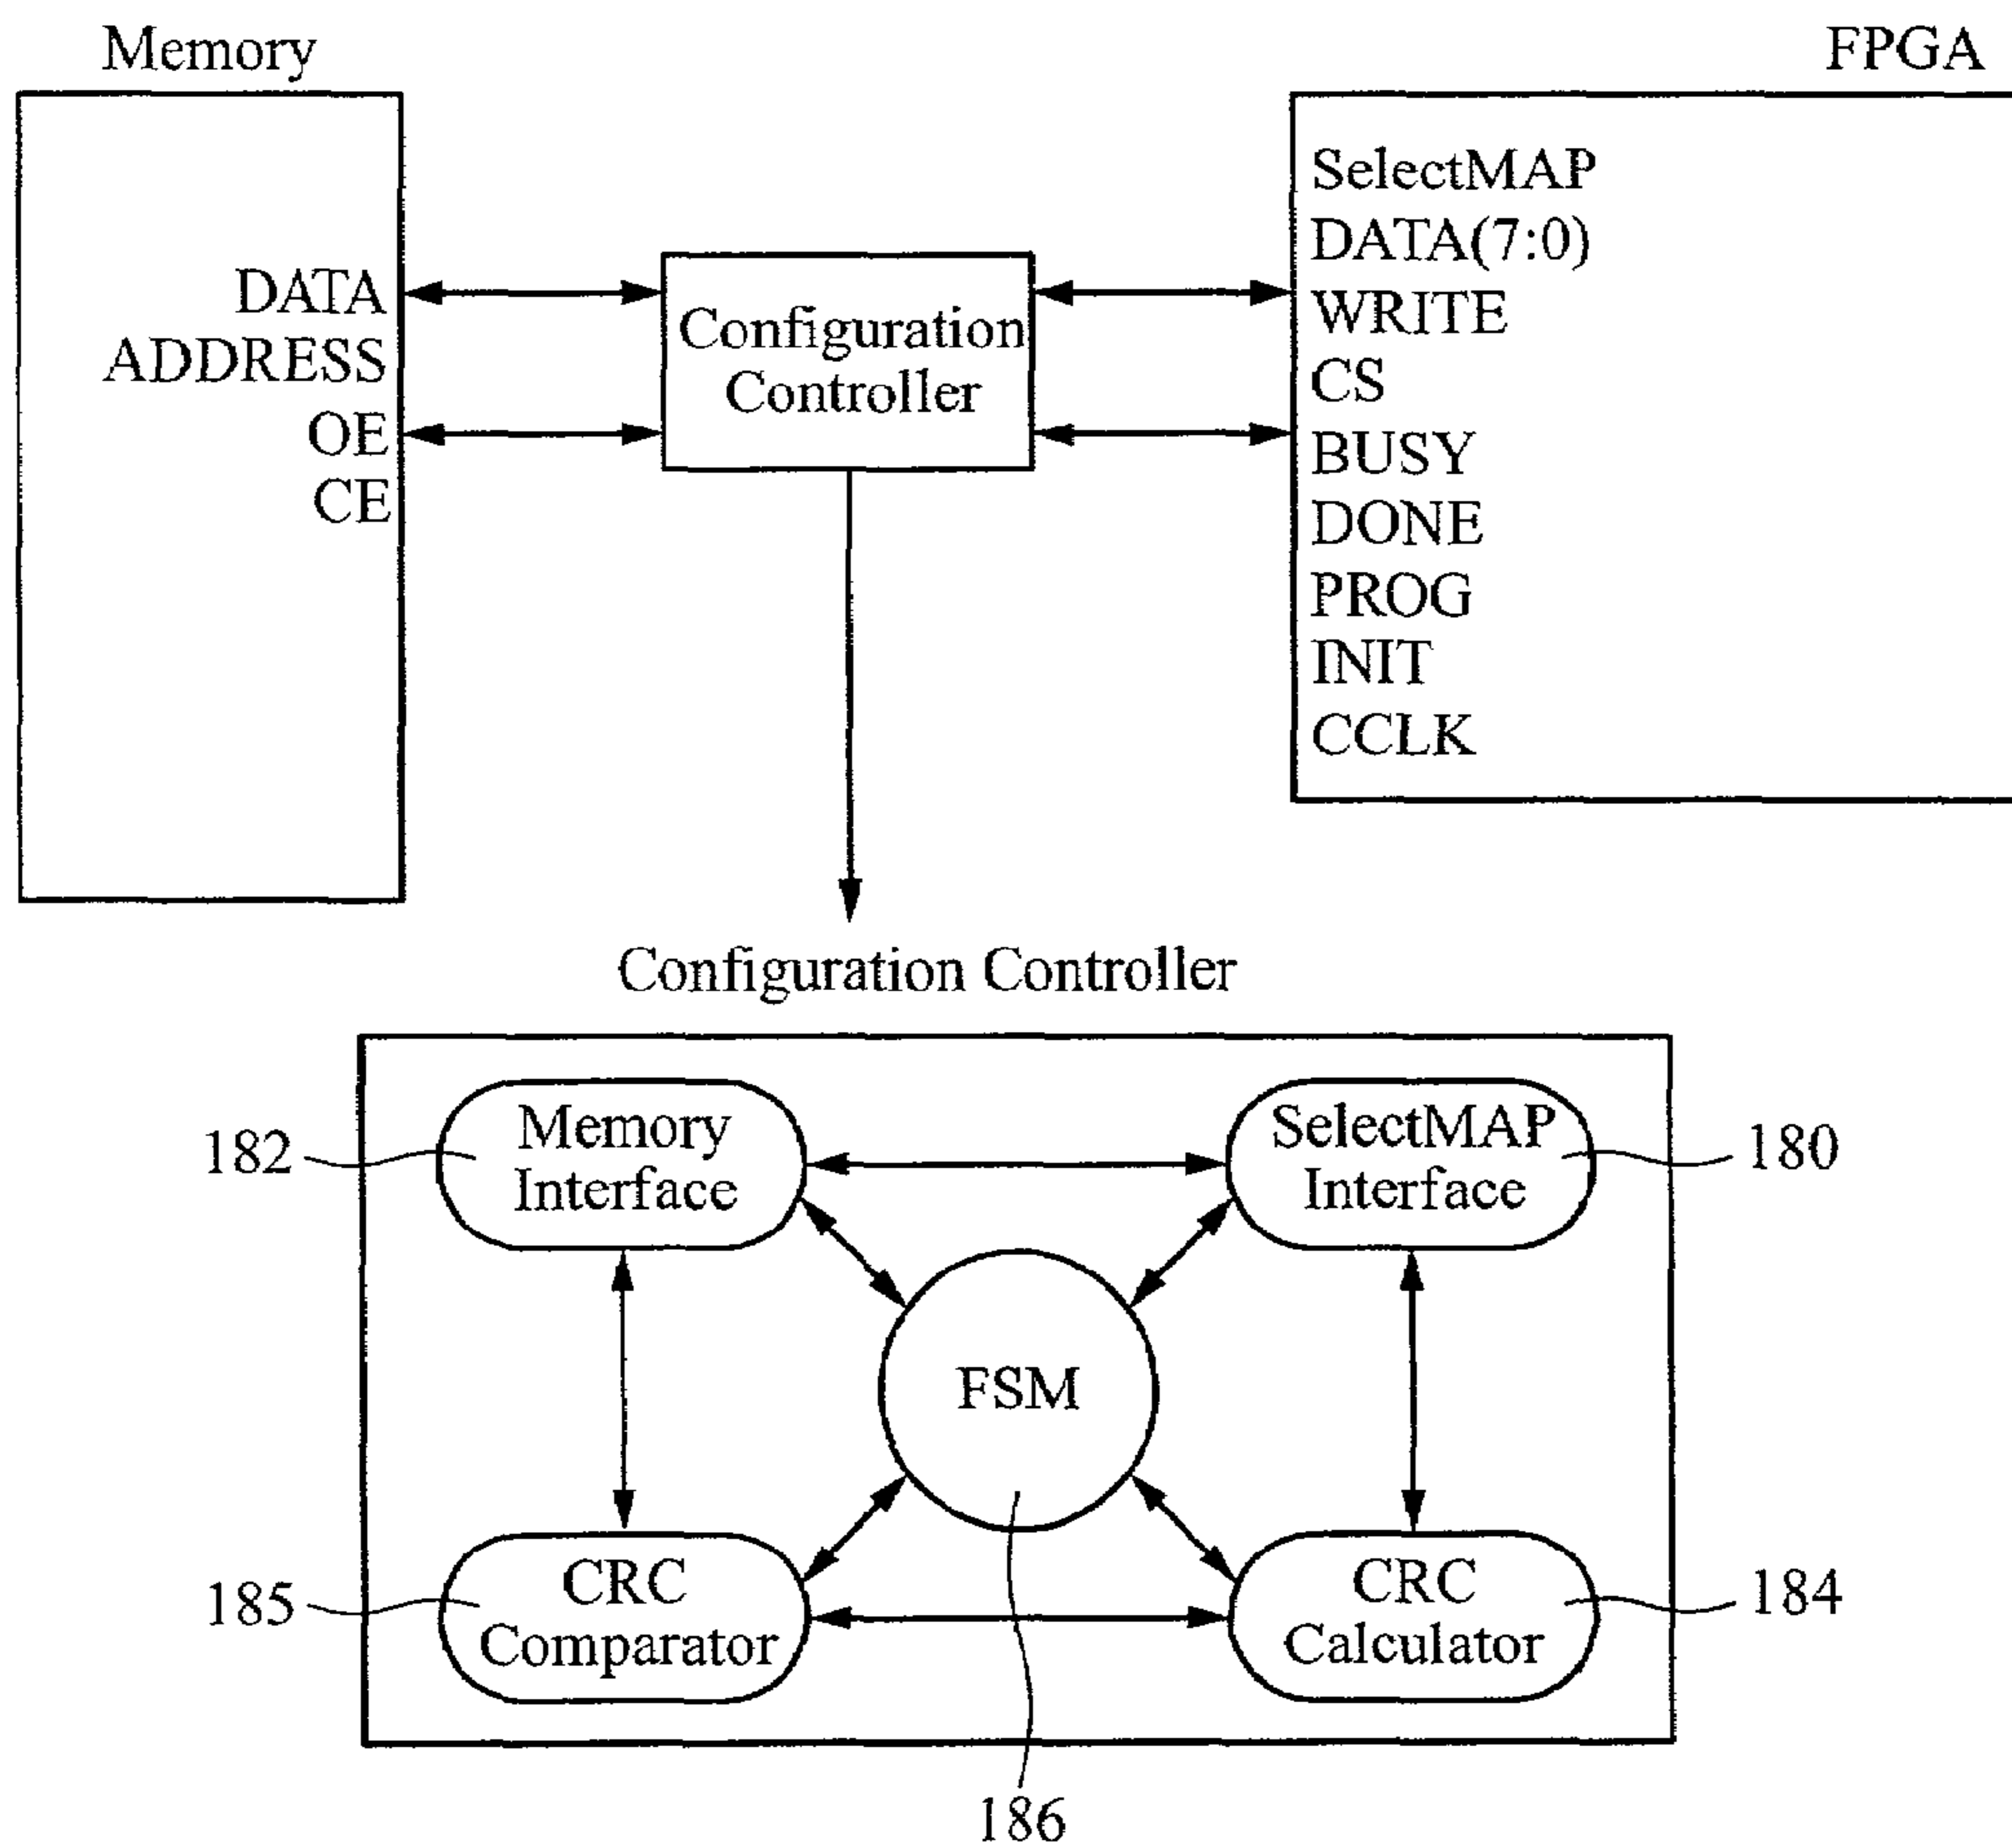 Memory
FPGA
DATA
ADDRESS
OE
CE
Configuration
Controller
SelectMAP
DATA(7:0)
WRITE
CS
BUSY
DONE
PROG
INIT
CCLK
Configuration Controller
182
Memory
Interface
SelectMAP
Interface
180
FSM
185
CRC
Comparator
CRC
Calculator
184
186